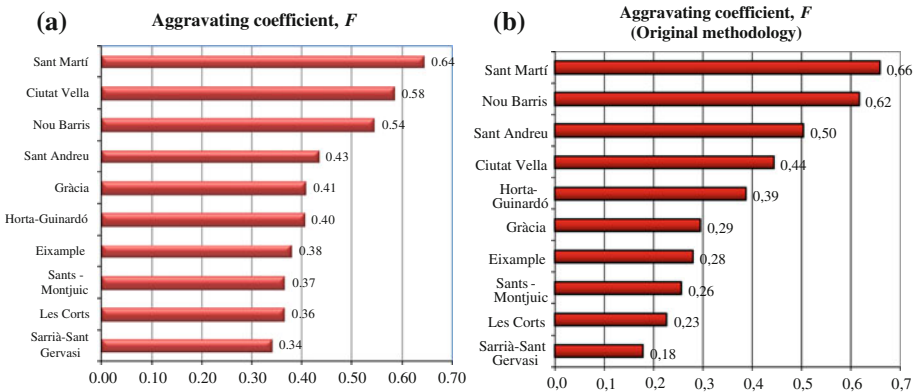 (a)
Aggravating coefficient, F
Sant Martí 0.64
Ciutat Vella 0.58
Nou Barris 0.54
Sant Andreu 0.43
Gràcia 0.41
Horta-Guinardó 0.40
Eixample 0.38
Sants -
Montjuic 0.37
Les Corts 0.36
Sarrià-Sant
Gervasi 0.34
0.00 0.10 0.20 0.30 0.40 0.50 0.60 0.70
(b)
Aggravating coefficient, F
(Original methodology)
Sant Martí 0,66
Nou Barris 0,62
Sant Andreu 0,50
Ciutat Vella 0,44
Horta-
Guinardó 0,39
Gràcia 0,29
Eixample 0,28
Sants -
Montjuic 0,26
Les Corts 0,23
Sarrià-Sant
Gervasi 0,18
0,0 0,1 0,2 0,3 0,4 0,5 0,6 0,7